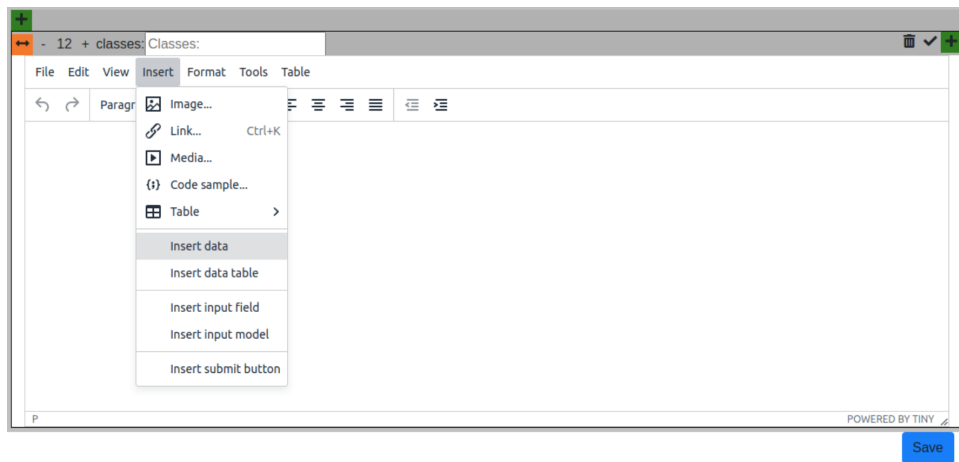 - 12 + classes: Classes:
File Edit View Insert Format Tools Table
Paragr
Image...
Link... Ctrl+K
Media...
Code sample...
Table
Insert data
Insert data table
Insert input field
Insert input model
Insert submit button
P POWERED BY TINY
Save